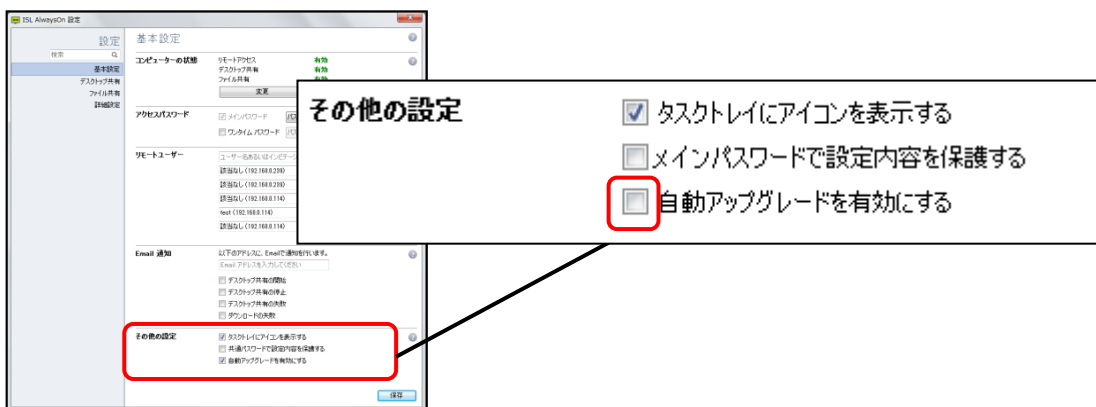 ISL AlwaysOn 設定
設定
検索
基本設定
デスクトップ共有
ファイル共有
詳細設定
基本設定
コンピューターの状態
リモートアクセス 有効
デスクトップ共有 有効
ファイル共有 有効
変更
アクセスパスワード
メインパスワード
ワンタイム パスワード
リモートユーザー
ユーザー名あるいはインビテーシ
該当なし (192.168.0.209)
該当なし (192.168.0.209)
該当なし (192.168.0.114)
test (192.168.0.114)
該当なし (192.168.0.114)
Email 通知
以下のアドレスに、Emailで通知を行います。
Email アドレスを入力してください
デスクトップ共有の開始
デスクトップ共有の停止
デスクトップ共有の失敗
ダウンロードの失敗
その他の設定
タスクトレイにアイコンを表示する
共通パスワードで設定内容を保護する
自動アップグレードを有効にする
保存
その他の設定
タスクトレイにアイコンを表示する
メインパスワードで設定内容を保護する
自動アップグレードを有効にする